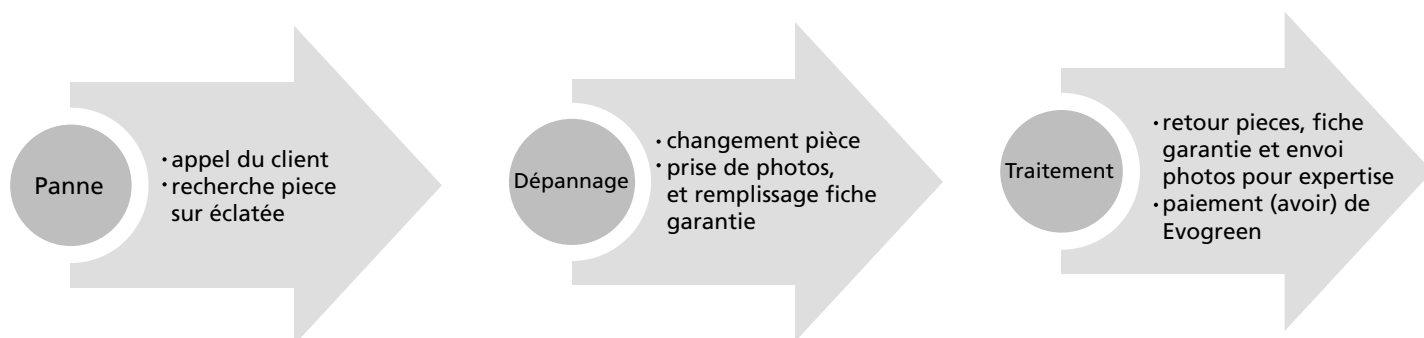 Panne
· appel du client
· recherche piece
sur éclatée
Dépannage
· changement pièce
· prise de photos,
et remplissage fiche
garantie
Traitement
· retour pieces, fiche
garantie et envoi
photos pour expertise
· paiement (avoir) de
Evogreen